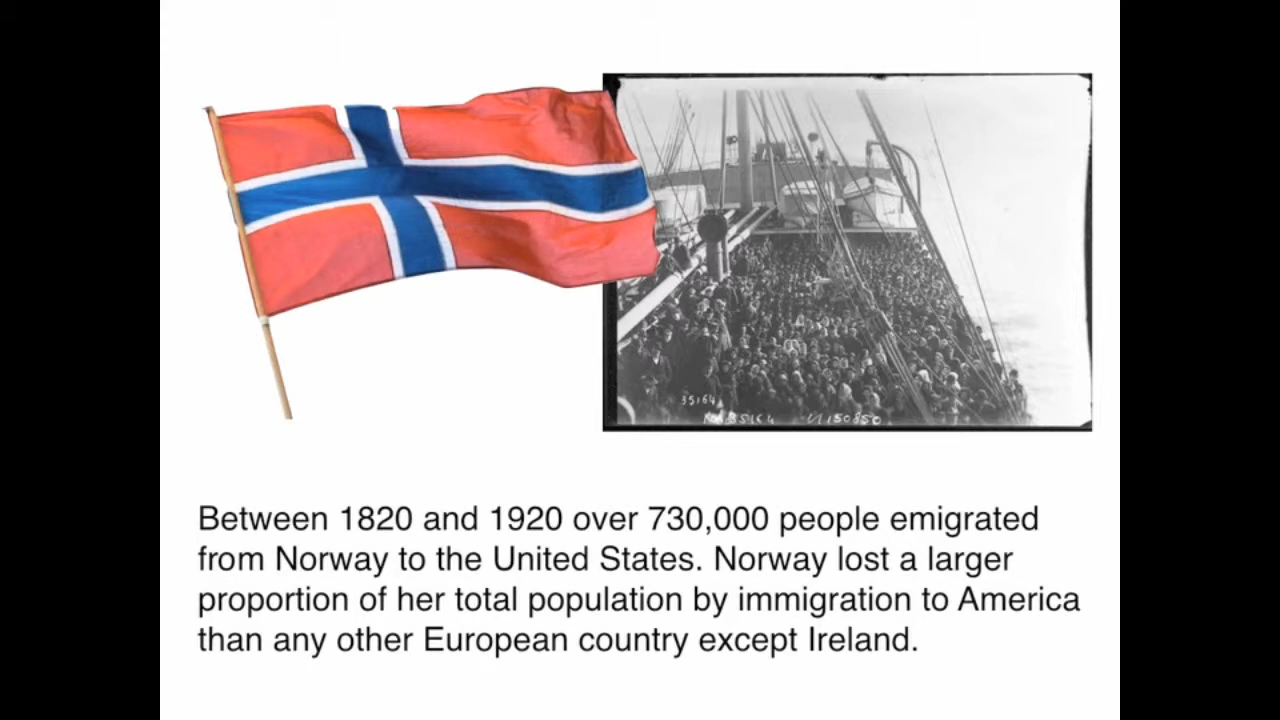 35164
Between 1820 and 1920 over 730,000 people emigrated
from Norway to the United States. Norway lost a larger
proportion of her total population by immigration to America
than any other European country except Ireland.